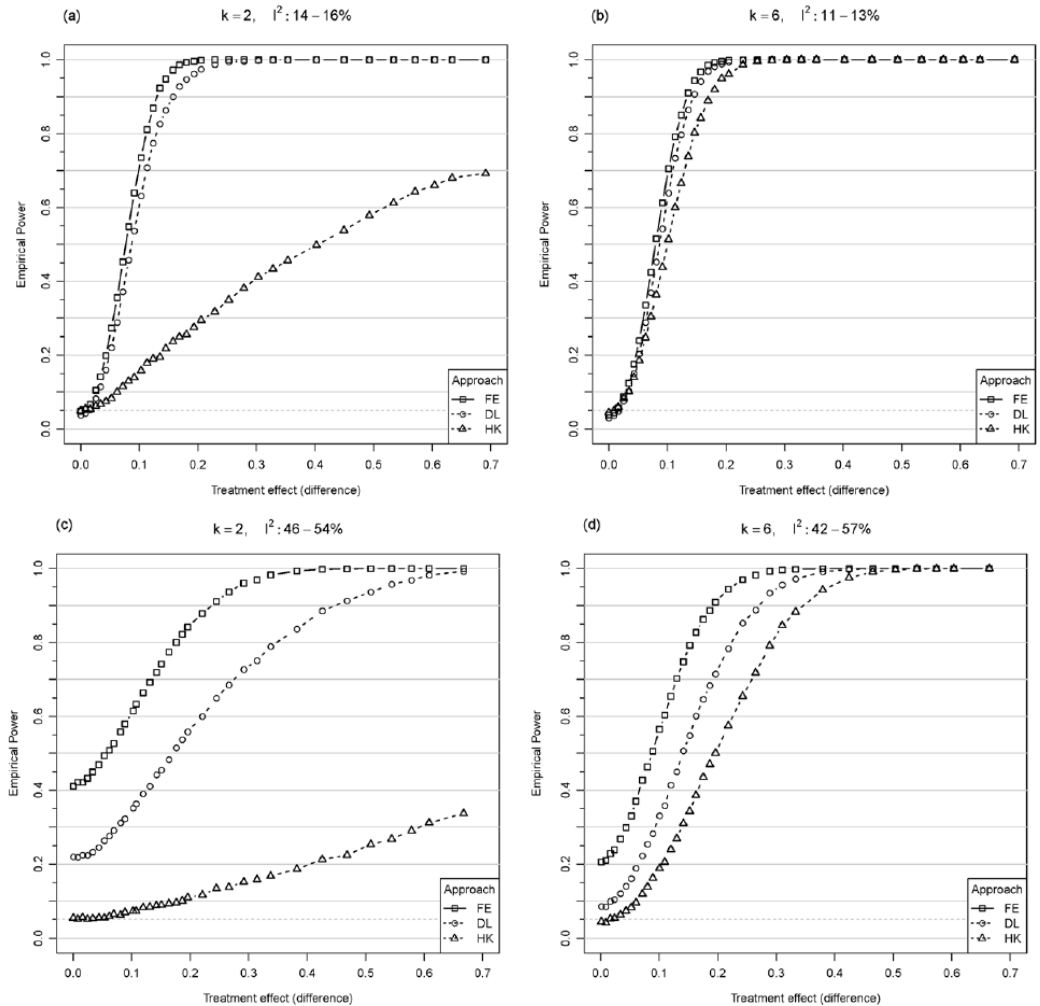 (a)
k = 2, I² : 14 – 16%
Empirical Power
0.0 0.2 0.4 0.6 0.8 1.0
0.0 0.1 0.2 0.3 0.4 0.5 0.6 0.7
Treatment effect (difference)
Approach
FE
DL
HK
(b)
k = 6, I² : 11 – 13%
Empirical Power
0.0 0.2 0.4 0.6 0.8 1.0
0.0 0.1 0.2 0.3 0.4 0.5 0.6 0.7
Treatment effect (difference)
Approach
FE
DL
HK
(c)
k = 2, I² : 46 – 54%
Empirical Power
0.0 0.2 0.4 0.6 0.8 1.0
0.0 0.1 0.2 0.3 0.4 0.5 0.6 0.7
Treatment effect (difference)
Approach
FE
DL
HK
(d)
k = 6, I² : 42 – 57%
Empirical Power
0.0 0.2 0.4 0.6 0.8 1.0
0.0 0.1 0.2 0.3 0.4 0.5 0.6 0.7
Treatment effect (difference)
Approach
FE
DL
HK